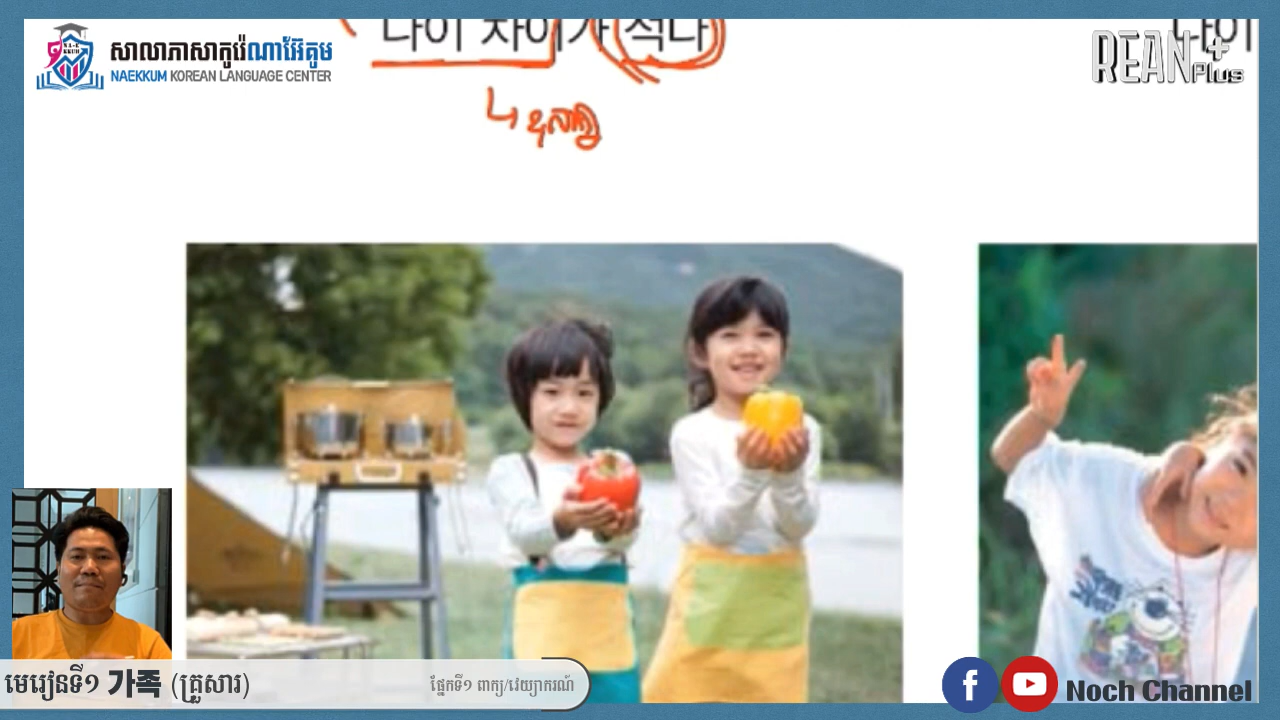 សាលាភាសាកូរ៉េណាអ៊ែគូម
NAEKKUM KOREAN LANGUAGE CENTER
나이 차이가 적다
나이
REAN+
Plus
មេរៀនទី១ 가족 (គ្រួសារ)
ផ្នែកទី១ ពាក្យ/វេយ្យាករណ៍
Noch Channel